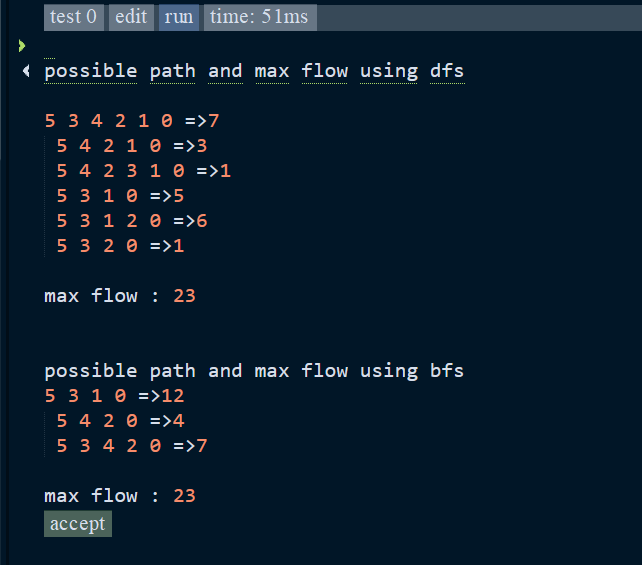 test 0 edit run time: 51ms
possible path and max flow using dfs
5 3 4 2 1 0 =>7
5 4 2 1 0 =>3
5 4 2 3 1 0 =>1
5 3 1 0 =>5
5 3 1 2 0 =>6
5 3 2 0 =>1
max flow : 23
possible path and max flow using bfs
5 3 1 0 =>12
5 4 2 0 =>4
5 3 4 2 0 =>7
max flow : 23
accept